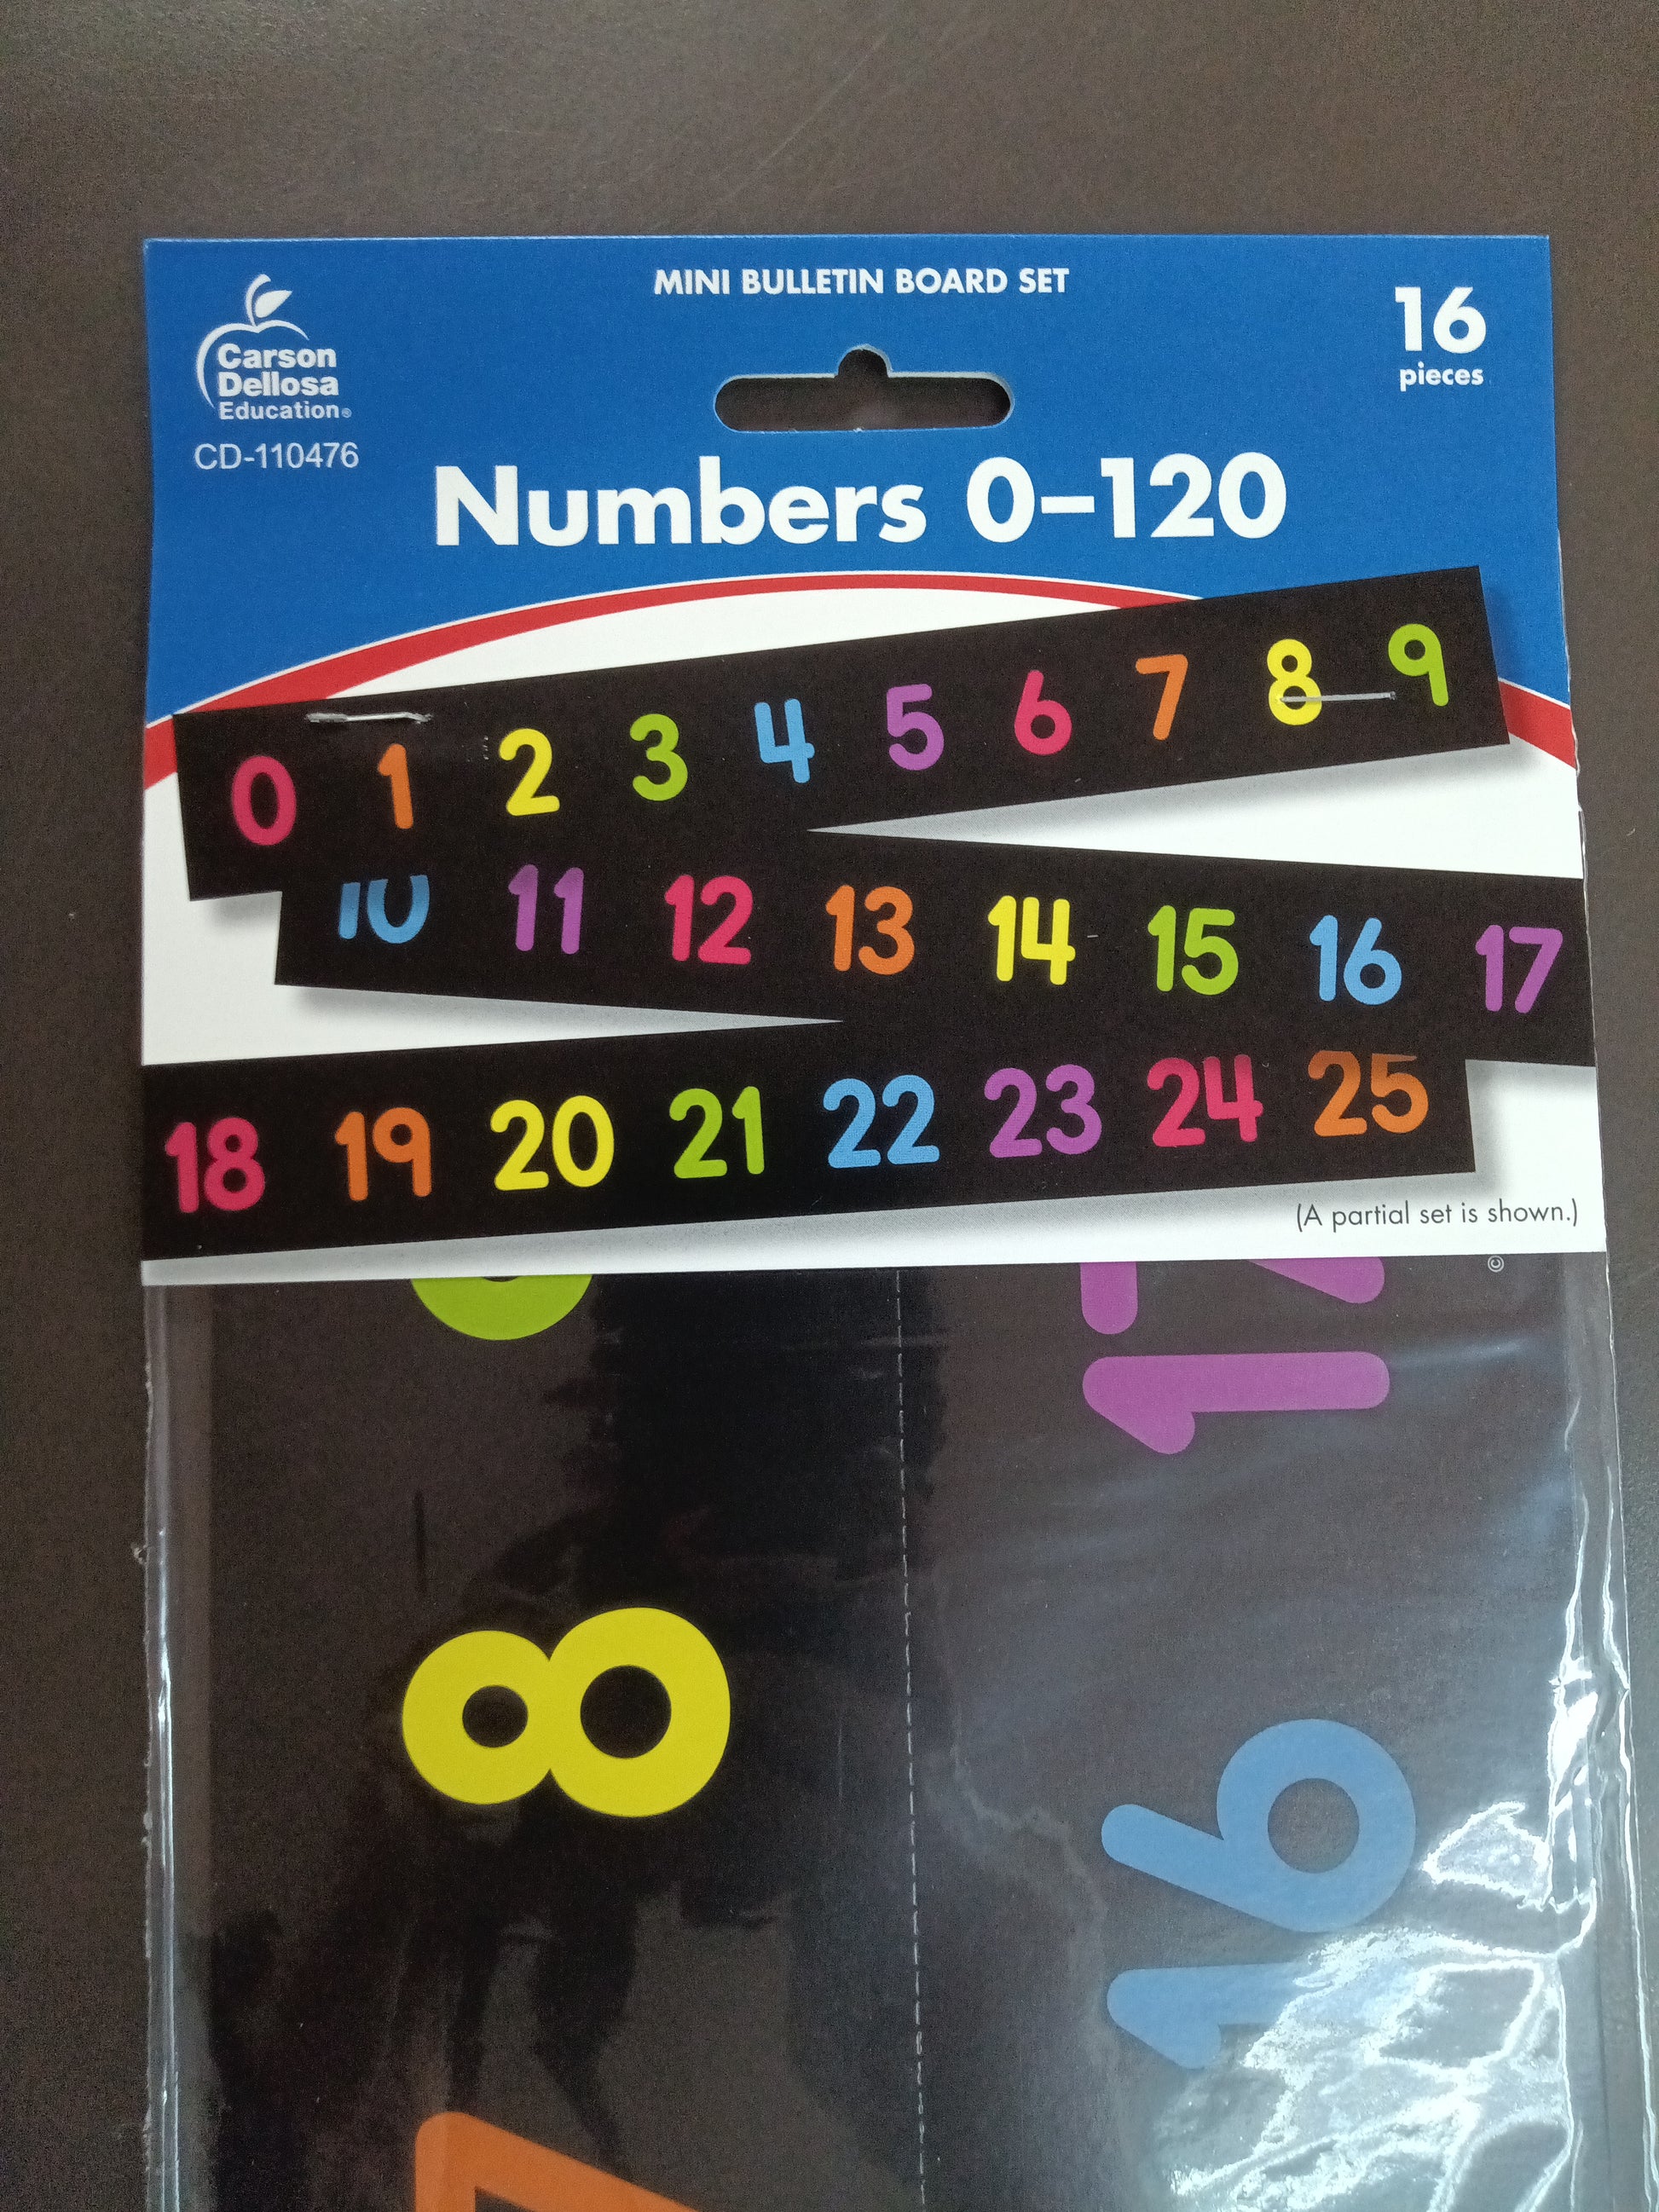 MINI BULLETIN BOARD SET
16
pieces
Carson
Dellosa
Education®
CD-110476
Numbers 0–120
0 1 2 3 4 5 6 7 8 9
10 11 12 13 14 15 16 17
18 19 20 21 22 23 24 25
(A partial set is shown.)
©
17
8
16
7